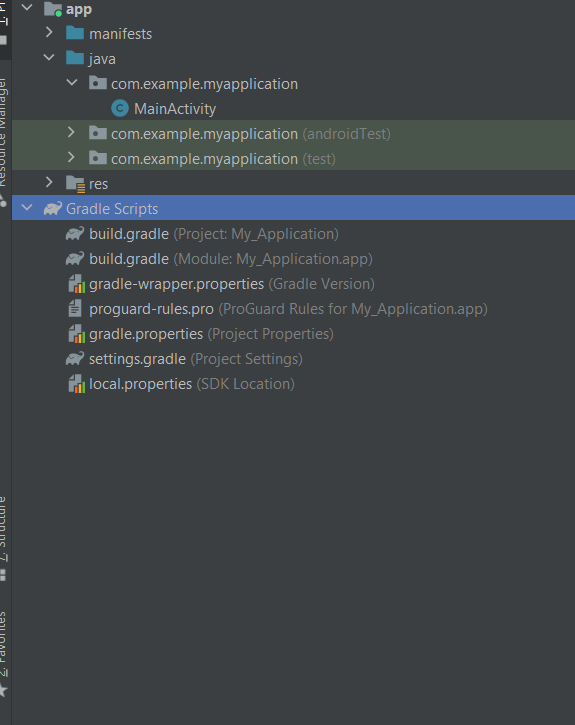 app
manifests
java
com.example.myapplication
C MainActivity
com.example.myapplication (androidTest)
com.example.myapplication (test)
res
Gradle Scripts
build.gradle (Project: My_Application)
build.gradle (Module: My_Application.app)
gradle-wrapper.properties (Gradle Version)
proguard-rules.pro (ProGuard Rules for My_Application.app)
gradle.properties (Project Properties)
settings.gradle (Project Settings)
local.properties (SDK Location)
Resource Manager
7: Structure
2: Favorites